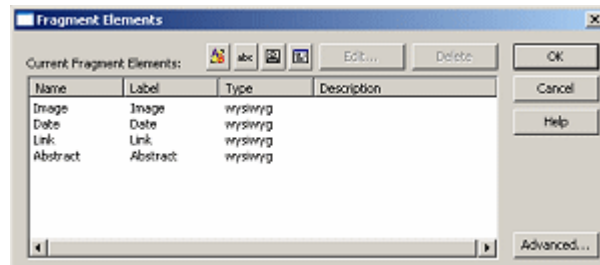 Fragment Elements
Current Fragment Elements: abc Edit... Delete OK
Name Label Type Description Cancel
Image Image wysiwyg Help
Date Date wysiwyg
Link Link wysiwyg
Abstract Abstract wysiwyg
Advanced...